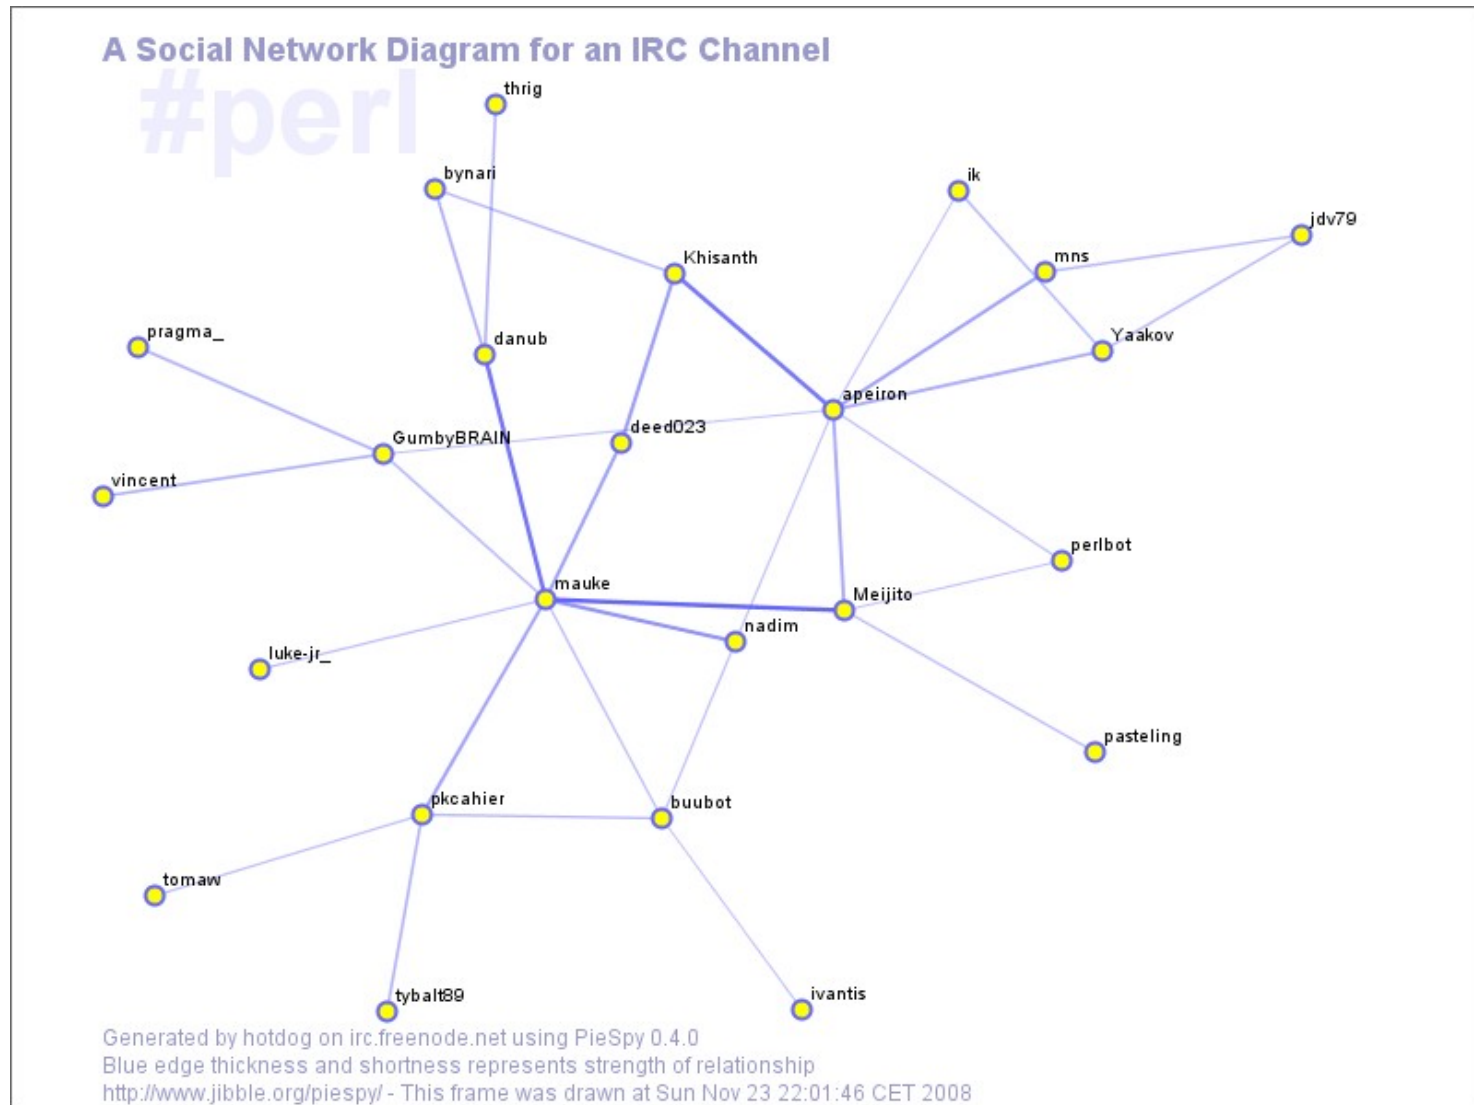 A Social Network Diagram for an IRC Channel
#perl
thrig
bynari
ik
jdv79
Khisanth
mns
pragma_
danub
Yaakov
apeiron
GumbyBRAIN
deed023
vincent
perlbot
mauke
Meijito
nadim
luke-jr_
pasteling
pkcahier
buubot
tomaw
tybalt89
ivantis
Generated by hotdog on irc.freenode.net using PieSpy 0.4.0
Blue edge thickness and shortness represents strength of relationship
http://www.jibble.org/piespy/ - This frame was drawn at Sun Nov 23 22:01:46 CET 2008